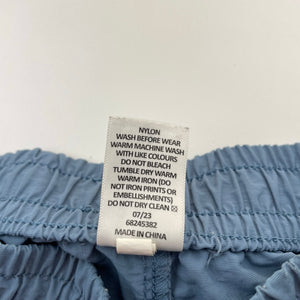 NYLON
WASH BEFORE WEAR
WARM MACHINE WASH
WITH LIKE COLOURS
DO NOT BLEACH
TUMBLE DRY WARM
WARM IRON (DO
NOT IRON PRINTS OR
EMBELLISHMENTS)
DO NOT DRY CLEAN
07/23
68245382
MADE IN CHINA